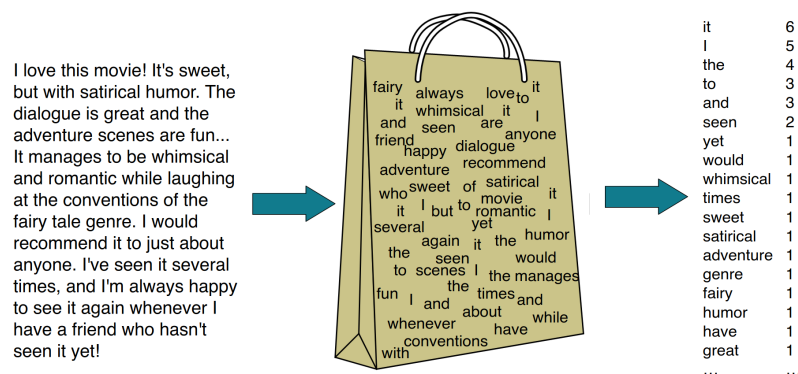 I love this movie! It's sweet,
but with satirical humor. The
dialogue is great and the
adventure scenes are fun...
It manages to be whimsical
and romantic while laughing
at the conventions of the
fairy tale genre. I would
recommend it to just about
anyone. I've seen it several
times, and I'm always happy
to see it again whenever I
have a friend who hasn't
seen it yet!
fairy always love to it
it whimsical it I
and seen are anyone
friend happy dialogue
adventure recommend
who sweet of satirical it
it I but to movie romantic I
several yet
again it the humor
the seen would
to scenes I the manages
fun the times and
I and about while
whenever have
conventions
with
it 6
I 5
the 4
to 3
and 3
seen 2
yet 1
would 1
whimsical 1
times 1
sweet 1
satirical 1
adventure 1
genre 1
fairy 1
humor 1
have 1
great 1
... ...